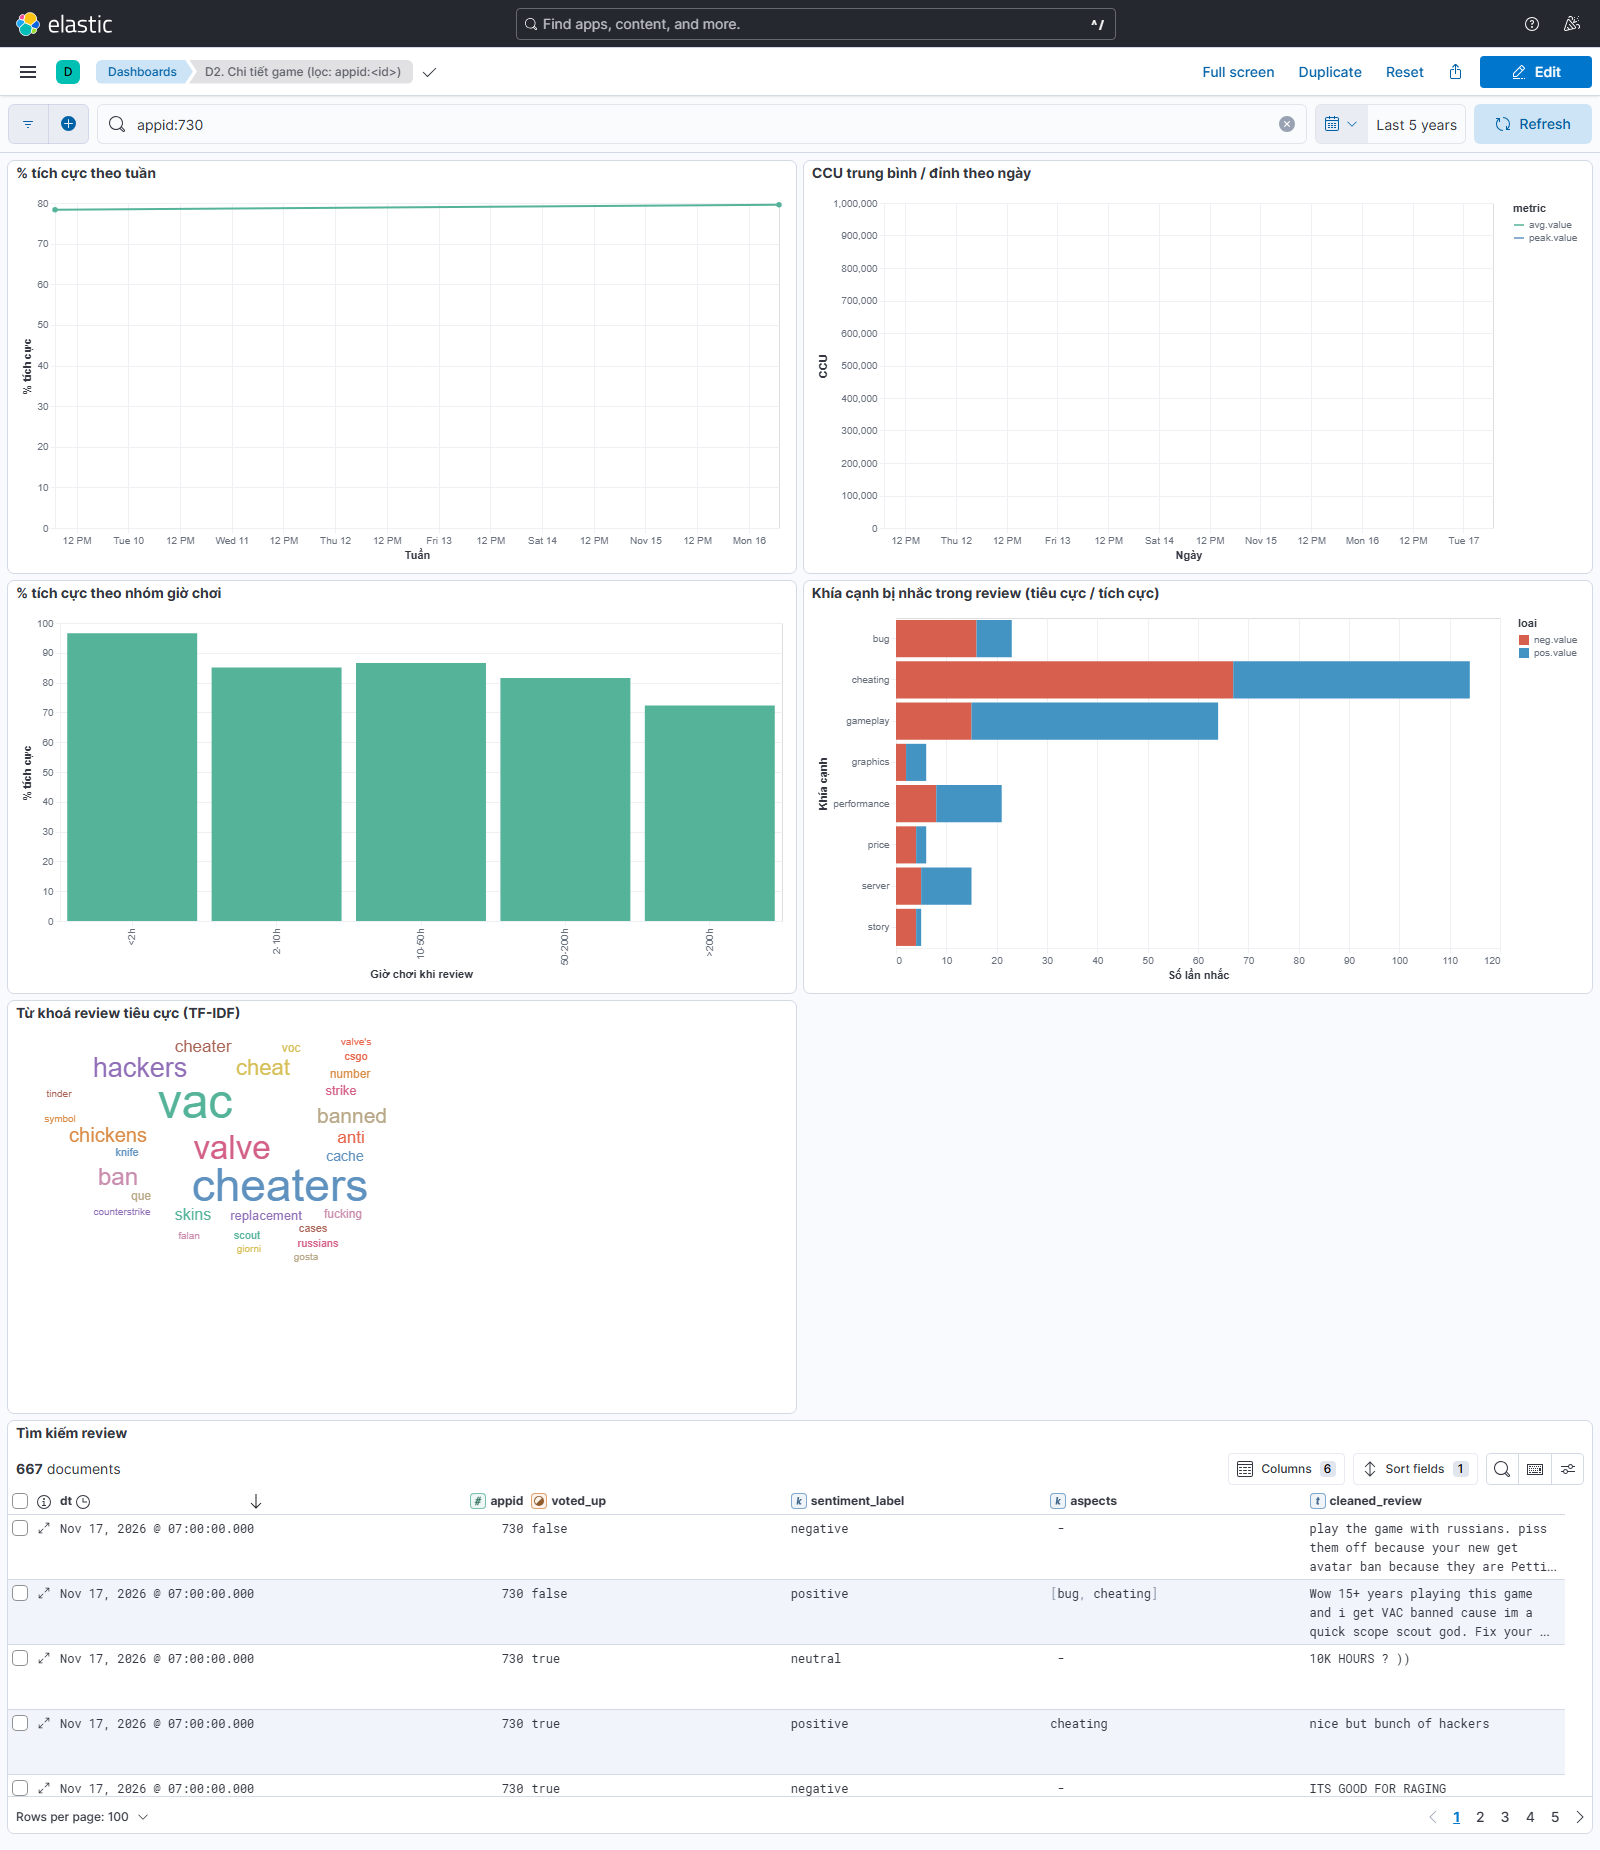 elastic
Find apps, content, and more.
^/
D
Dashboards
D2. Chi tiết game (lọc: appid:<id>)
Full screen
Duplicate
Reset
Edit
appid:730
Last 5 years
Refresh
% tích cực theo tuần
80
70
60
50
40
30
20
10
0
% tích cực
12 PM Tue 10 12 PM Wed 11 12 PM Thu 12 12 PM Fri 13 12 PM Sat 14 12 PM Nov 15 12 PM Mon 16
Tuần
CCU trung bình / đỉnh theo ngày
1,000,000
900,000
800,000
700,000
600,000
500,000
400,000
300,000
200,000
100,000
0
CCU
12 PM Thu 12 12 PM Fri 13 12 PM Sat 14 12 PM Nov 15 12 PM Mon 16 12 PM Tue 17
Ngày
metric
avg.value
peak.value
% tích cực theo nhóm giờ chơi
100
90
80
70
60
50
40
30
20
10
0
% tích cực
<2h
2-10h
10-50h
50-200h
>200h
Giờ chơi khi review
Khía cạnh bị nhắc trong review (tiêu cực / tích cực)
Khía cạnh
bug
cheating
gameplay
graphics
performance
price
server
story
0 10 20 30 40 50 60 70 80 90 100 110 120
Số lần nhắc
loai
neg.value
pos.value
Từ khoá review tiêu cực (TF-IDF)
cheater
voc
valve's
csgo
hackers
cheat
number
strike
tinder
vac
symbol
banned
chickens
anti
knife
valve
cache
ban
cheaters
que
counterstrike
skins
replacement
fucking
cases
falan
scout
russians
giorni
gosta
Tìm kiếm review
667 documents
Columns 6
Sort fields 1
dt
# appid
voted_up
k sentiment_label
k aspects
t cleaned_review
Nov 17, 2026 @ 07:00:00.000 730 false negative - play the game with russians. piss
them off because your new get
avatar ban because they are Petti…
Nov 17, 2026 @ 07:00:00.000 730 false positive [bug, cheating] Wow 15+ years playing this game
and i get VAC banned cause im a
quick scope scout god. Fix your …
Nov 17, 2026 @ 07:00:00.000 730 true neutral - 10K HOURS ? ))
Nov 17, 2026 @ 07:00:00.000 730 true positive cheating nice but bunch of hackers
Nov 17, 2026 @ 07:00:00.000 730 true negative - ITS GOOD FOR RAGING
Rows per page: 100
1 2 3 4 5